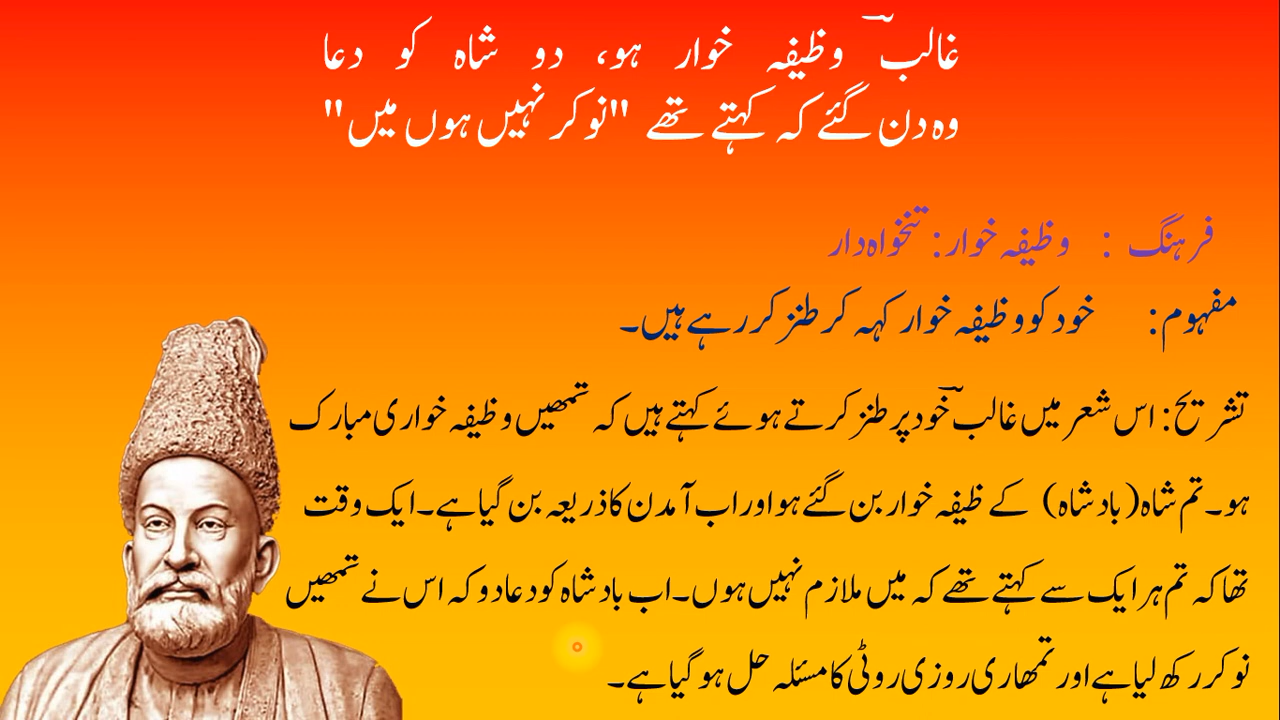 غالبؔ وظیفہ خوار ہو، دو شاہ کو دعا
وہ دن گئے کہ کہتے تھے "نوکر نہیں ہوں میں"
فرہنگ : وظیفہ خوار: تنخواہ دار
مفہوم: خود کو وظیفہ خوار کہہ کر طنز کر رہے ہیں۔
تشریح: اس شعر میں غالبؔ خود پر طنز کرتے ہوئے کہتے ہیں کہ تمھیں وظیفہ خواری مبارک
ہو۔ تم شاہ (بادشاہ) کے ظیفہ خوار بن گئے ہو اور اب آمدن کا ذریعہ بن گیا ہے۔ ایک وقت
تھا کہ تم ہر ایک سے کہتے تھے کہ میں ملازم نہیں ہوں۔ اب بادشاہ کو دعا دو کہ اس نے تمھیں
نوکر رکھ لیا ہے اور تمھاری روزی روٹی کا مسئلہ حل ہو گیا ہے۔